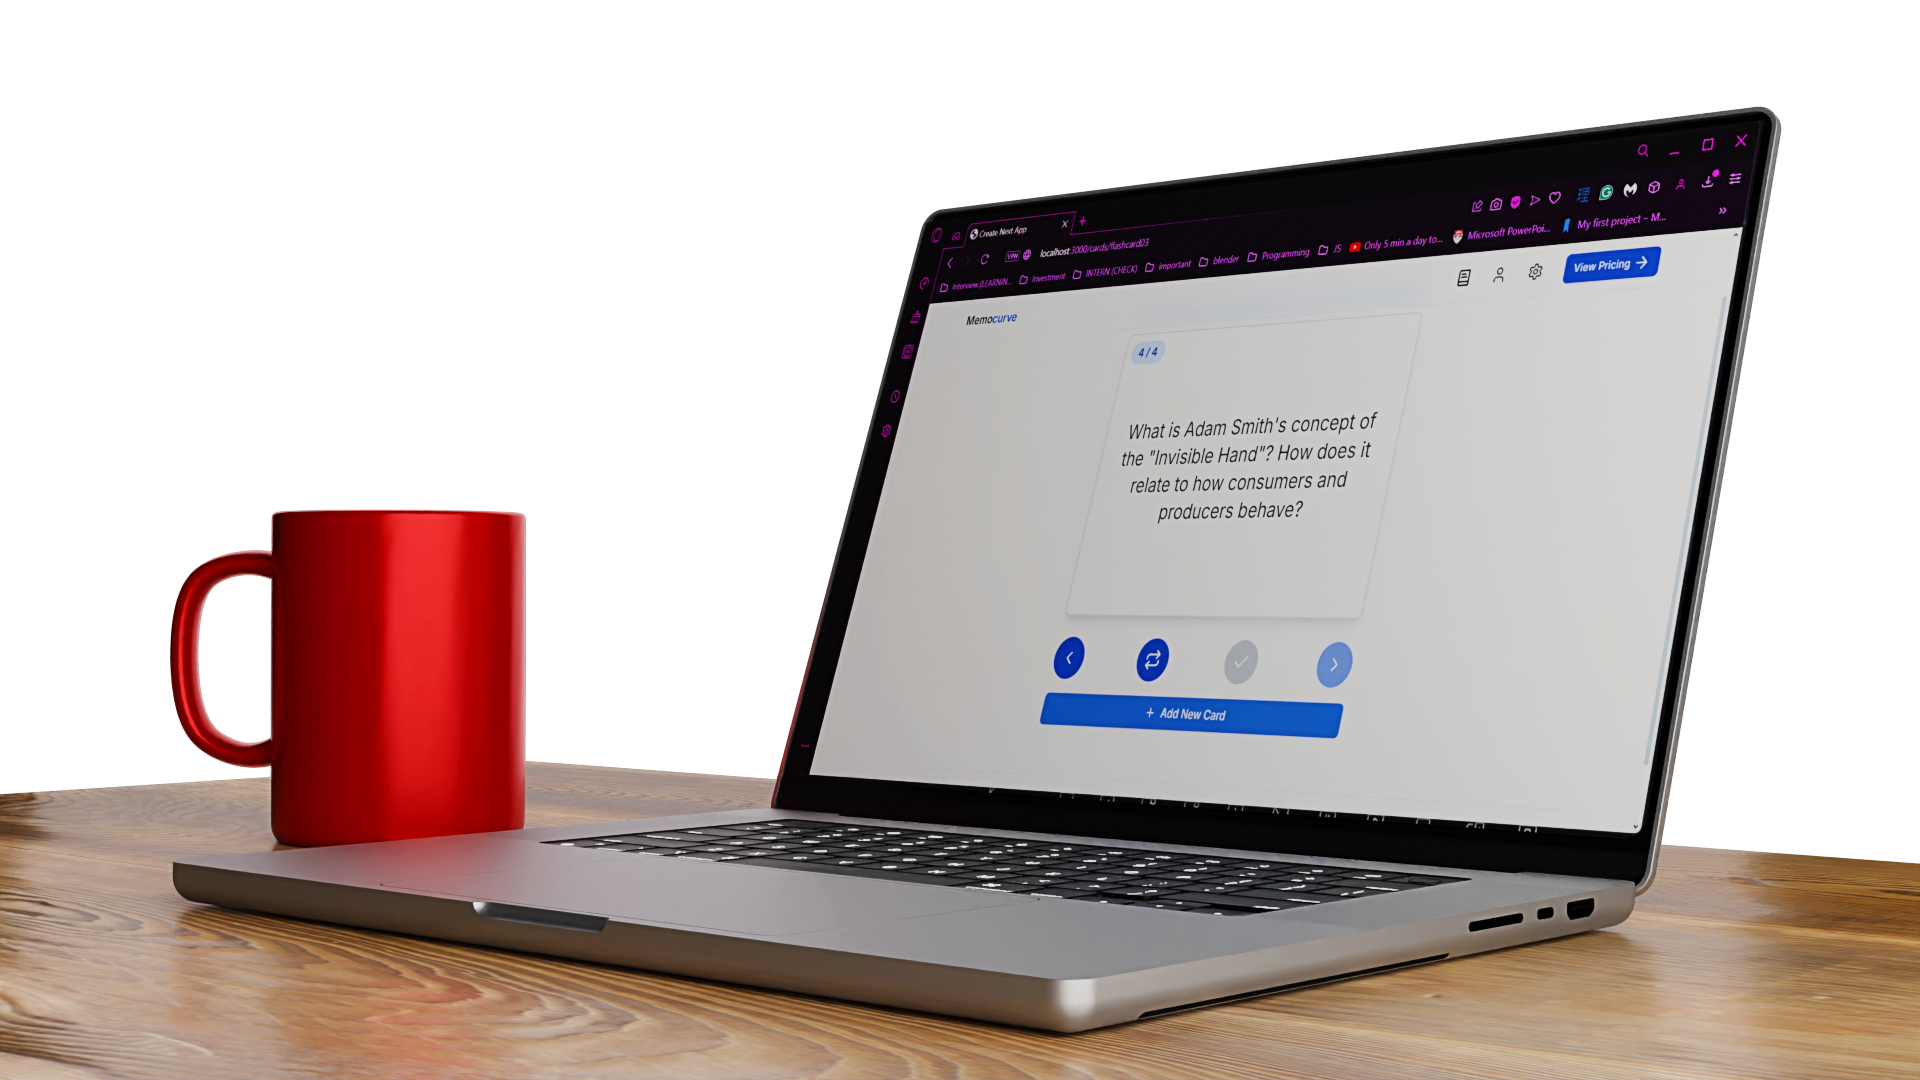 Create Next App
VPN
localhost:3000/cards/flashcard03
Interview (LEARNIN...
Investment
INTERN (CHECK)
important
blender
Programming
JS
Only 5 min a day to...
Microsoft PowerPoi...
My first project – M...
Memocurve
View Pricing
4 / 4
What is Adam Smith's concept of
the "Invisible Hand"? How does it
relate to how consumers and
producers behave?
+ Add New Card